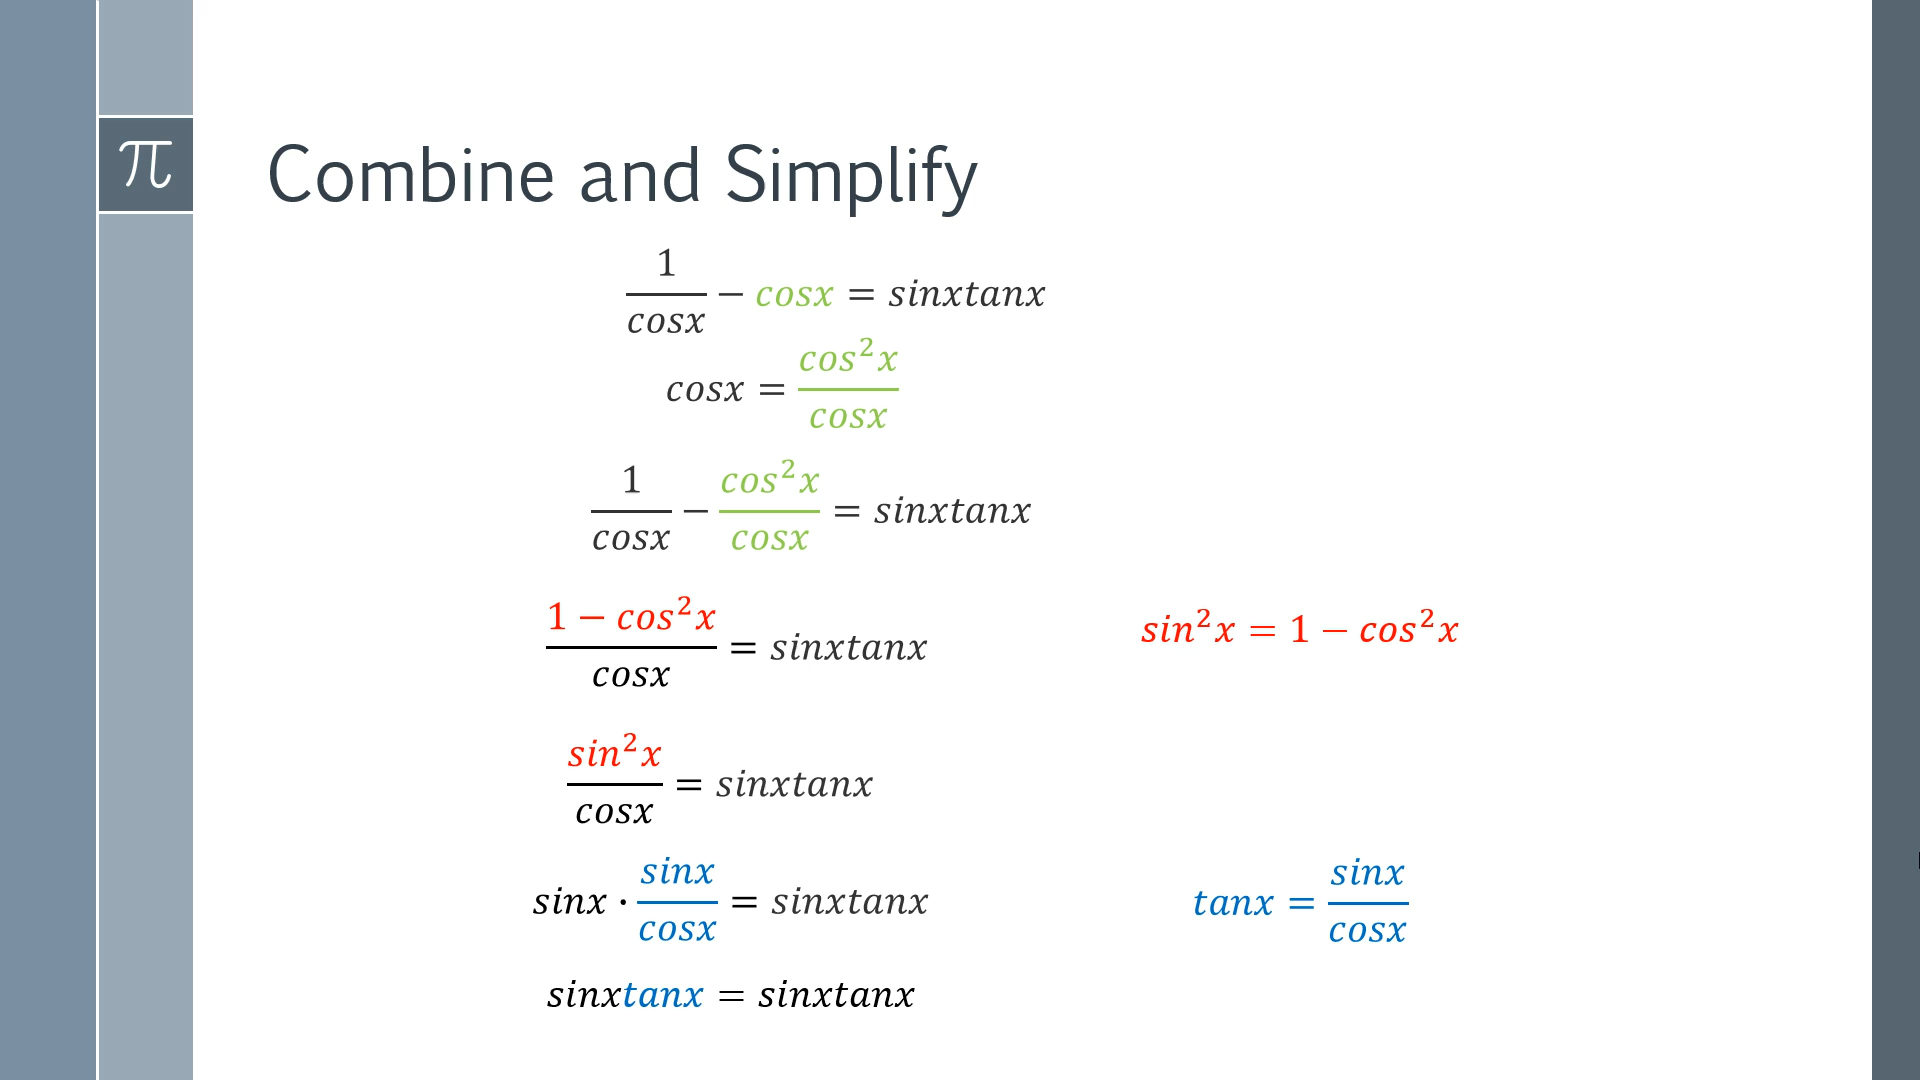 π
Combine and Simplify
1/cosx − cosx = sinxtanx
cosx = cos²x/cosx
1/cosx − cos²x/cosx = sinxtanx
(1 − cos²x)/cosx = sinxtanx
sin²x = 1 − cos²x
sin²x/cosx = sinxtanx
sinx · sinx/cosx = sinxtanx
tanx = sinx/cosx
sinxtanx = sinxtanx